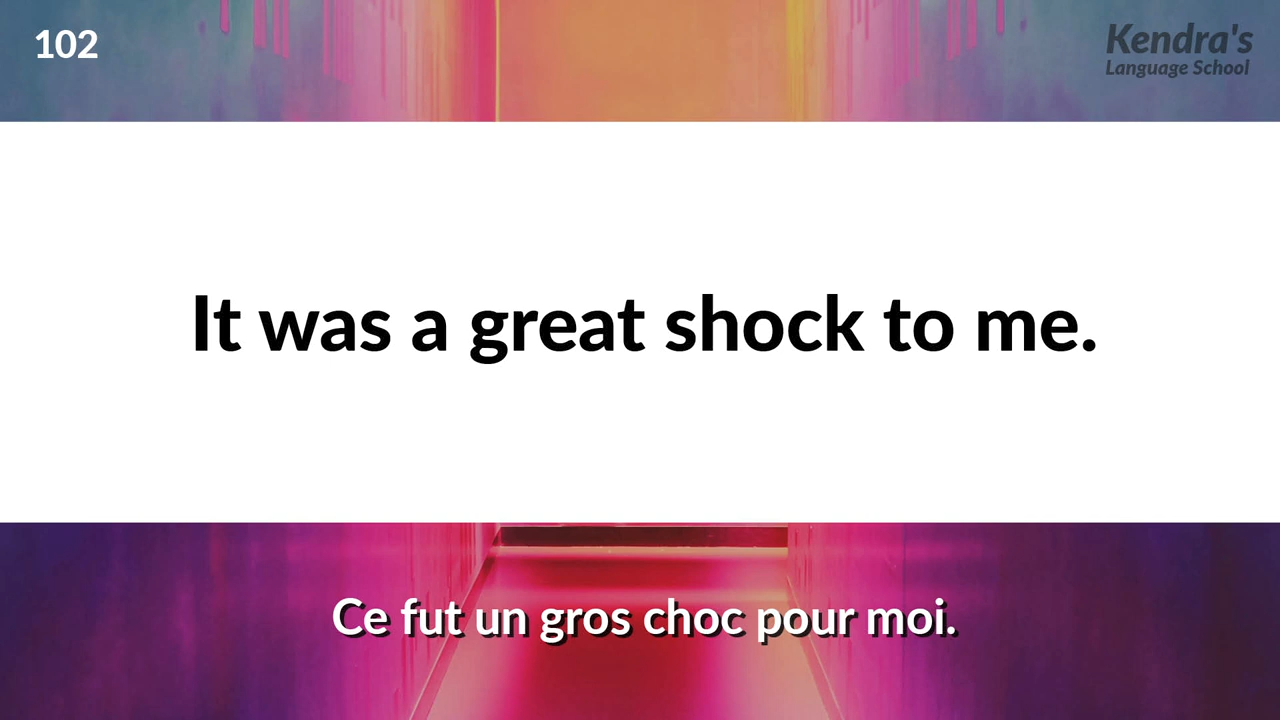 102
Kendra's
Language School
It was a great shock to me.
Ce fut un gros choc pour moi.